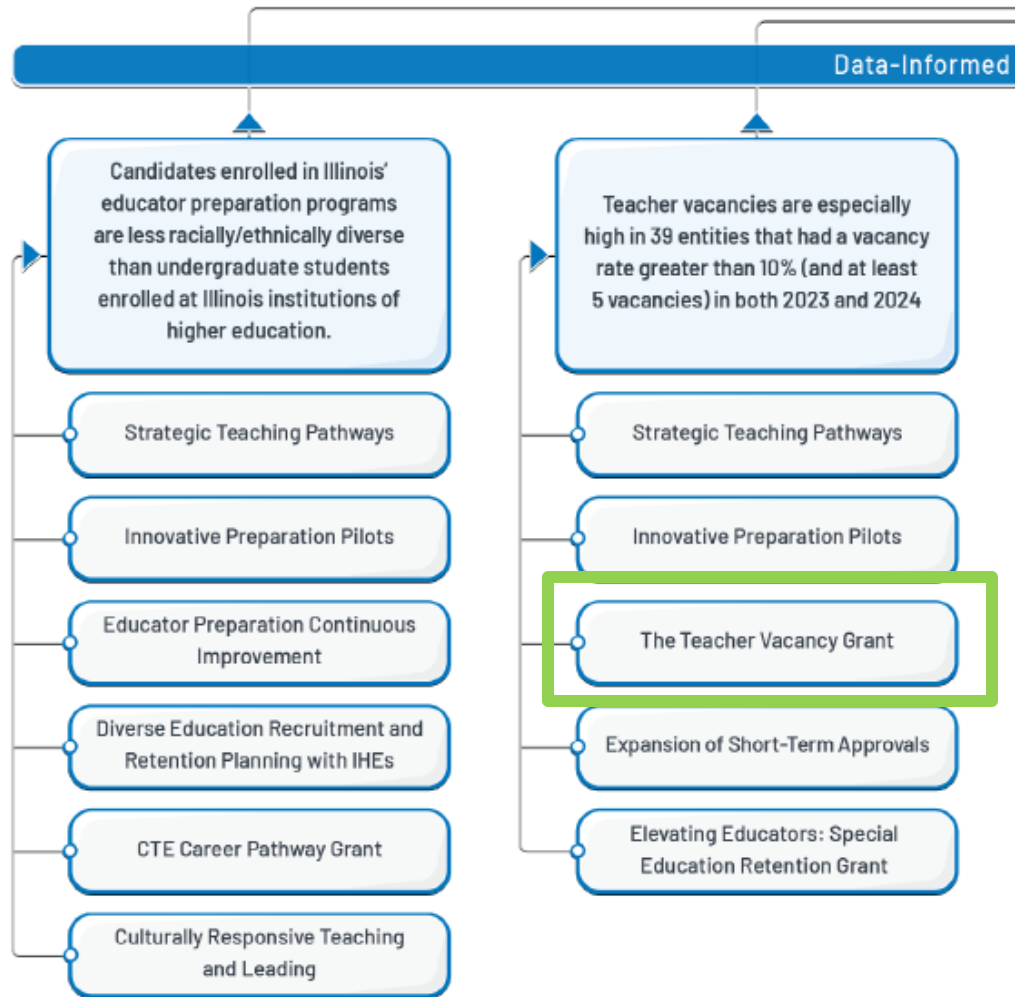 Data-Informed
Candidates enrolled in Illinois'
educator preparation programs
are less racially/ethnically diverse
than undergraduate students
enrolled at Illinois institutions of
higher education.
Strategic Teaching Pathways
Innovative Preparation Pilots
Educator Preparation Continuous
Improvement
Diverse Education Recruitment and
Retention Planning with IHEs
CTE Career Pathway Grant
Culturally Responsive Teaching
and Leading
Teacher vacancies are especially
high in 39 entities that had a vacancy
rate greater than 10% (and at least
5 vacancies) in both 2023 and 2024
Strategic Teaching Pathways
Innovative Preparation Pilots
The Teacher Vacancy Grant
Expansion of Short-Term Approvals
Elevating Educators: Special
Education Retention Grant